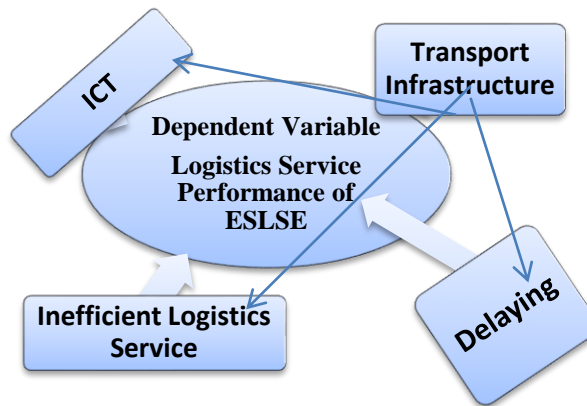 ICT
Transport
Infrastructure
Dependent Variable
Logistics Service
Performance of
ESLSE
Inefficient Logistics
Service
Delaying